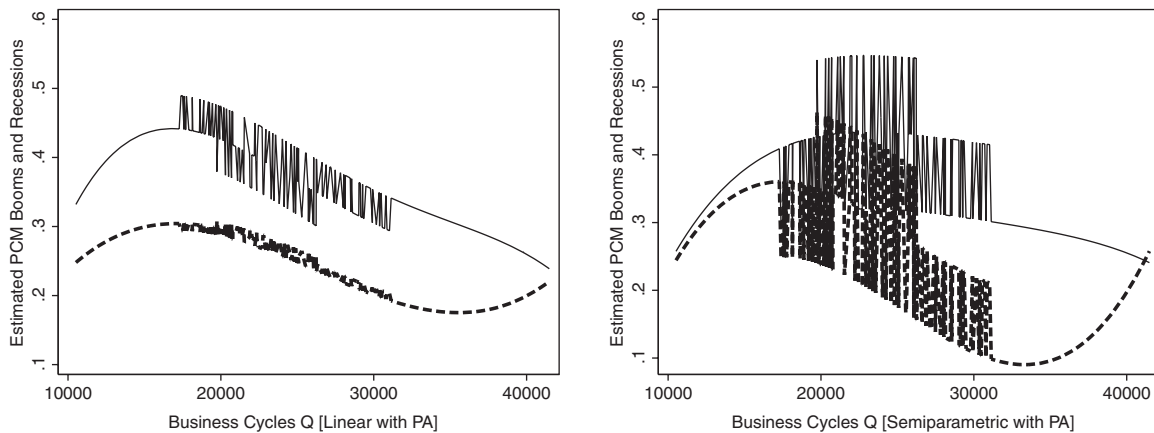 .6
.5
.4
.3
.2
.1
Estimated PCM Booms and Recessions
10000 20000 30000 40000
Business Cycles Q [Linear with PA]
.6
.5
.4
.3
.2
.1
Estimated PCM Booms and Recessions
10000 20000 30000 40000
Business Cycles Q [Semiparametric with PA]